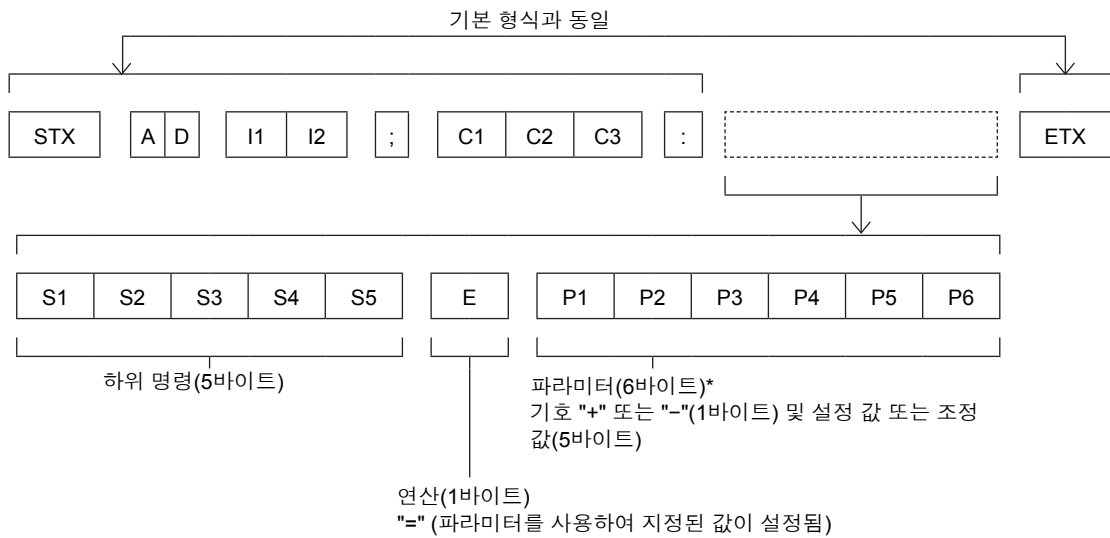 기본 형식과 동일
STX A D I1 I2 ; C1 C2 C3 : ETX
S1 S2 S3 S4 S5 E P1 P2 P3 P4 P5 P6
하위 명령(5바이트)
파라미터(6바이트)*
기호 "+" 또는 "−"(1바이트) 및 설정 값 또는 조정
값(5바이트)
연산(1바이트)
"=" (파라미터를 사용하여 지정된 값이 설정됨)